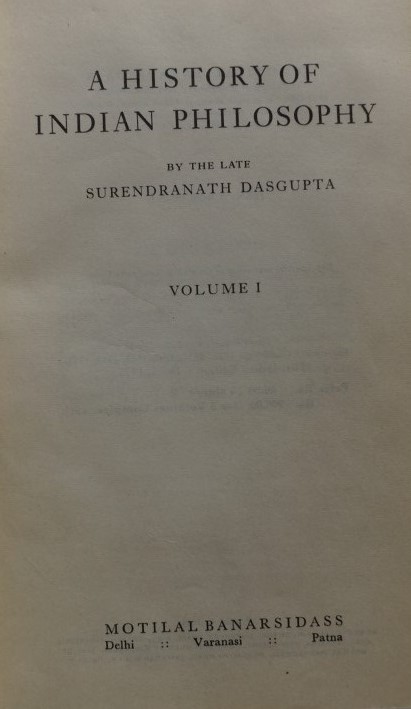 A HISTORY OF
INDIAN PHILOSOPHY
BY THE LATE
SURENDRANATH DASGUPTA
VOLUME I
MOTILAL BANARSIDASS
Delhi :: Varanasi :: Patna